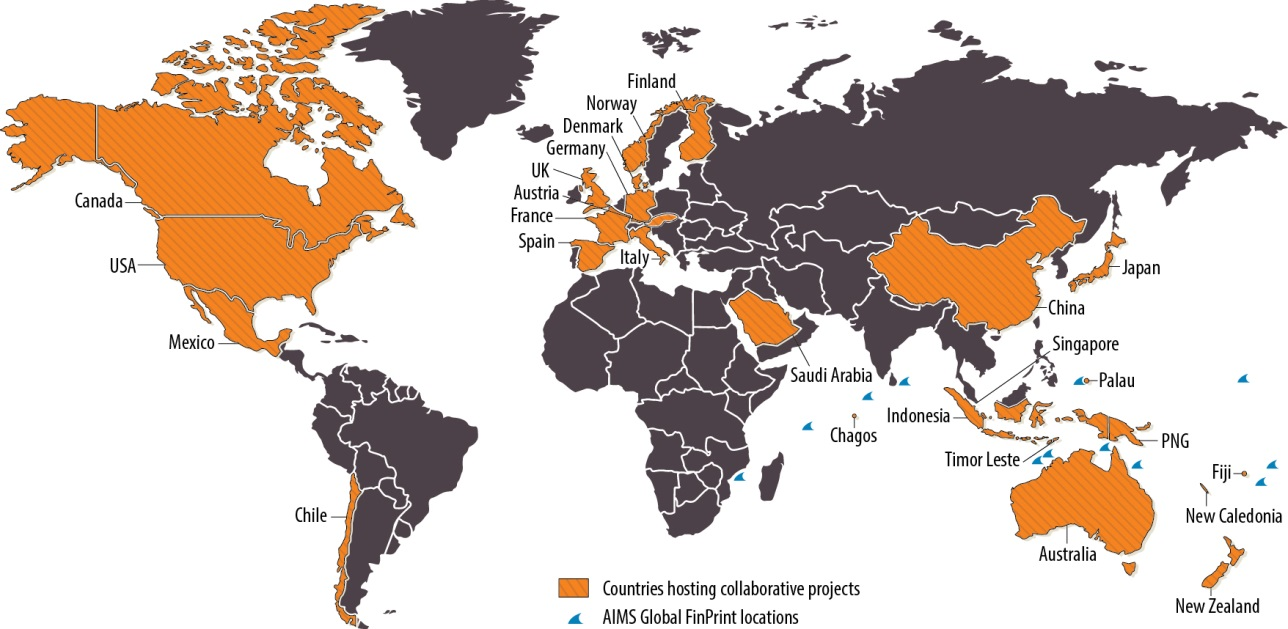 Finland
Norway
Denmark
Germany
UK
Austria
France
Spain
Italy
Canada
USA
Mexico
Japan
China
Singapore
Saudi Arabia
Palau
Indonesia
Chagos
PNG
Timor Leste
Fiji
New Caledonia
Chile
Australia
New Zealand
Countries hosting collaborative projects
AIMS Global FinPrint locations